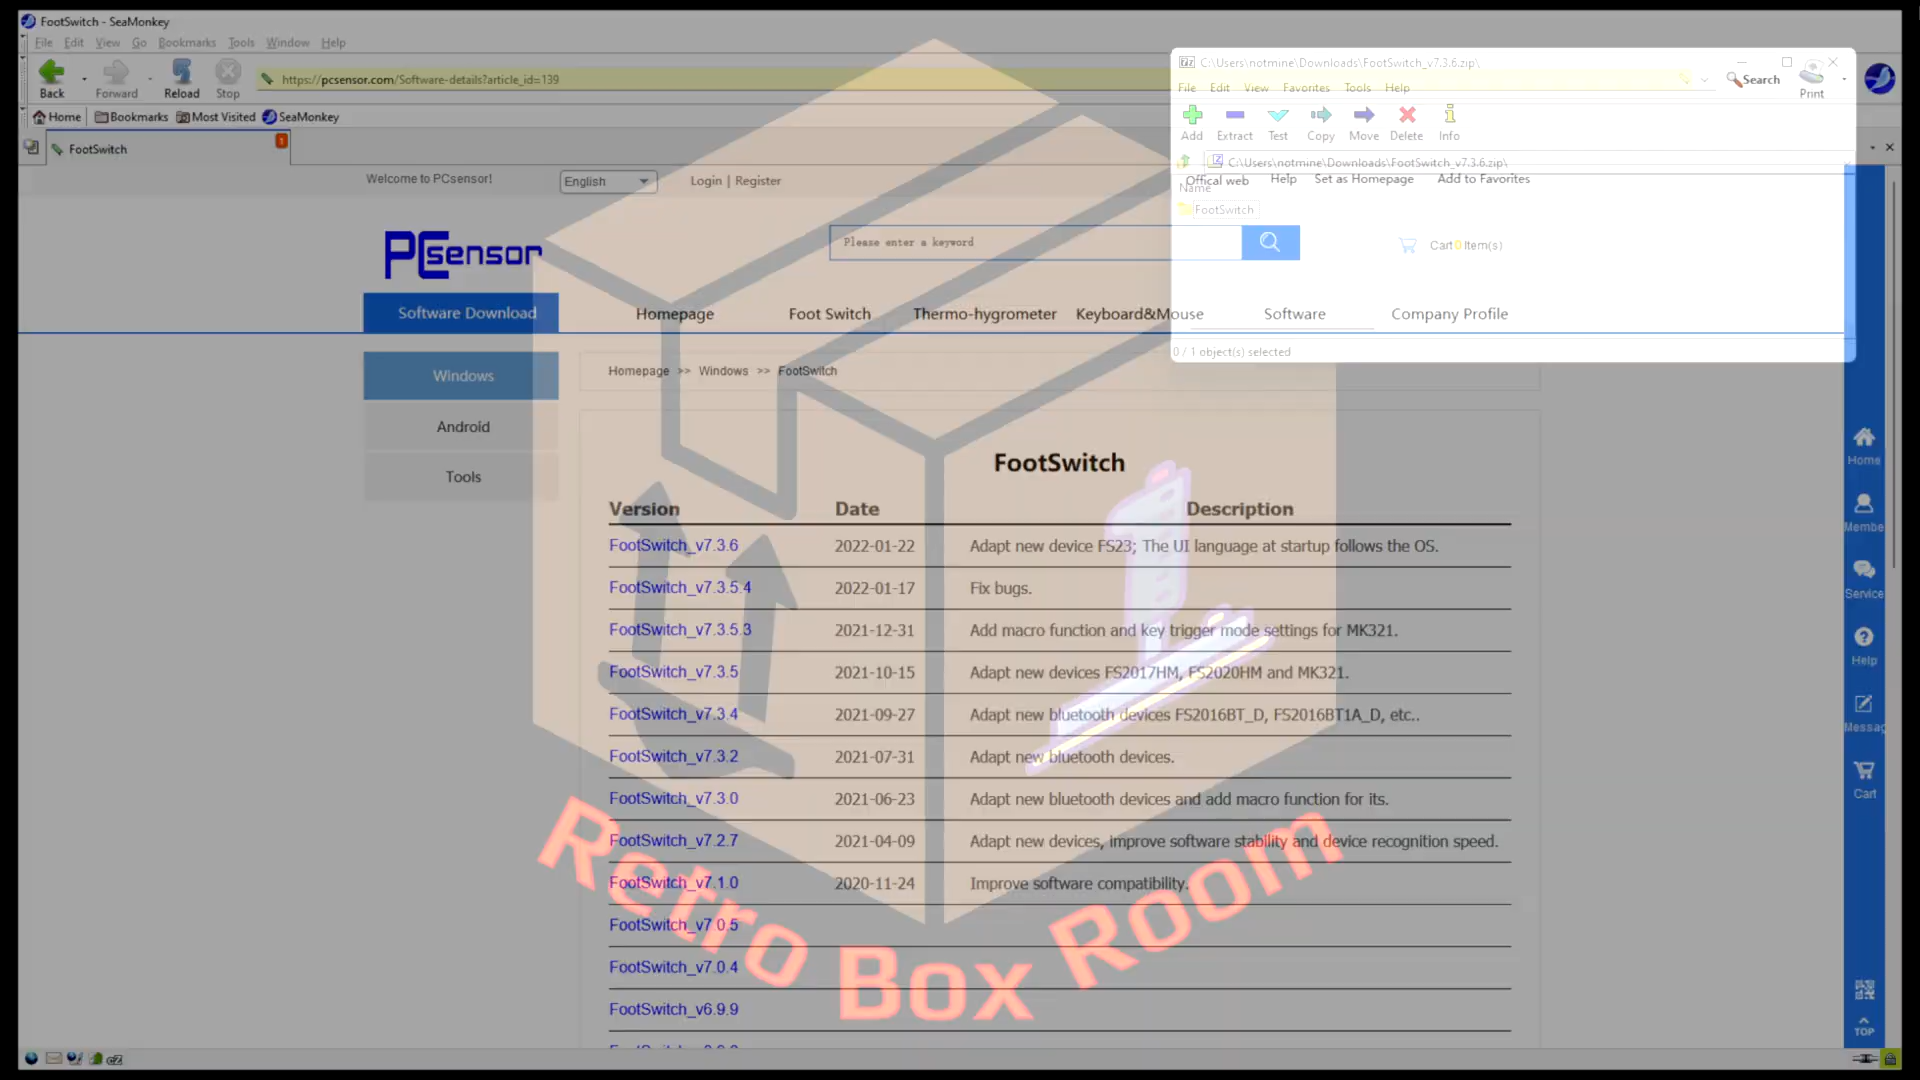 FootSwitch - SeaMonkey
File Edit View Go Bookmarks Tools Window Help
Back Forward Reload Stop
https://pcsensor.com/Software-details?article_id=139
Search
Print
Home Bookmarks Most Visited SeaMonkey
FootSwitch
1
C:\Users\notmine\Downloads\FootSwitch_v7.3.6.zip\
File Edit View Favorites Tools Help
Add Extract Test Copy Move Delete Info
C:\Users\notmine\Downloads\FootSwitch_v7.3.6.zip\
Name
FootSwitch
0 / 1 object(s) selected
Welcome to PCsensor!
English
Login | Register
Offical web Help Set as Homepage Add to Favorites
PCsensor
Please enter a keyword
Cart 0 Item(s)
Software Download
Homepage Foot Switch Thermo-hygrometer Keyboard&Mouse Software Company Profile
Windows
Android
Tools
Homepage >> Windows >> FootSwitch
FootSwitch
Version Date Description
FootSwitch_v7.3.6 2022-01-22 Adapt new device FS23; The UI language at startup follows the OS.
FootSwitch_v7.3.5.4 2022-01-17 Fix bugs.
FootSwitch_v7.3.5.3 2021-12-31 Add macro function and key trigger mode settings for MK321.
FootSwitch_v7.3.5 2021-10-15 Adapt new devices FS2017HM, FS2020HM and MK321.
FootSwitch_v7.3.4 2021-09-27 Adapt new bluetooth devices FS2016BT_D, FS2016BT1A_D, etc..
FootSwitch_v7.3.2 2021-07-31 Adapt new bluetooth devices.
FootSwitch_v7.3.0 2021-06-23 Adapt new bluetooth devices and add macro function for its.
FootSwitch_v7.2.7 2021-04-09 Adapt new devices, improve software stability and device recognition speed.
FootSwitch_v7.1.0 2020-11-24 Improve software compatibility.
FootSwitch_v7.0.5
FootSwitch_v7.0.4
FootSwitch_v6.9.9
Home
Membe
Service
Help
Messag
Cart
TOP
Retro Box Room